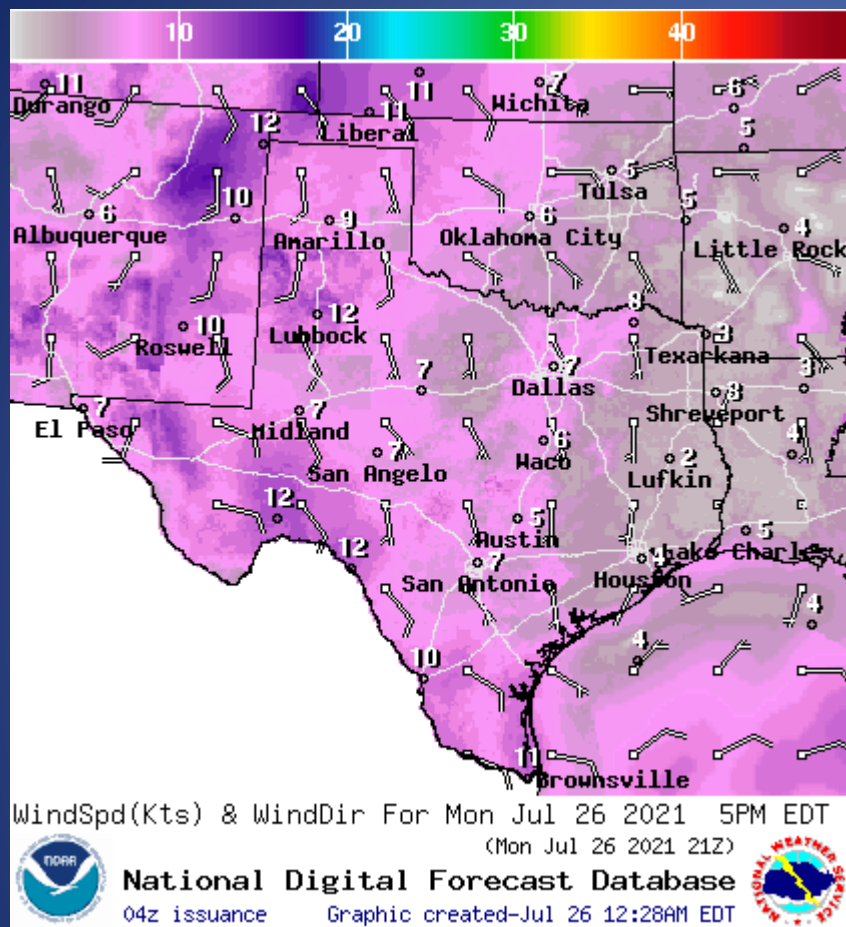 10 20 30 40
11 11 7 6
Durango 11 Wichita
12 Liberal 5
5
Tulsa
6 10 9 6 5 4
Albuquerque Amarillo Oklahoma City Little Rock
10 12 8
Roswell Lubbock 3
Texarkana
7 7
Dallas 3
7 7 8
El Paso Midland Shreveport
7 6 4
San Angelo Waco 2
Lufkin
12 5 5
Austin Lake Charles
12 7
San Antonio Houston
4
10 4
11
Brownsville
WindSpd(Kts) & WindDir For Mon Jul 26 2021 5PM EDT
(Mon Jul 26 2021 21Z)
National Digital Forecast Database
04z issuance Graphic created-Jul 26 12:28AM EDT
NOAA
NATIONAL WEATHER SERVICE